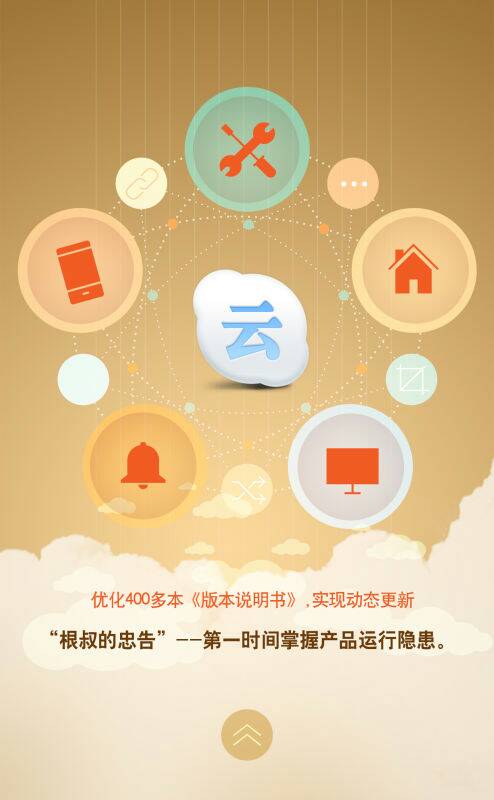 云
优化400多本《版本说明书》,实现动态更新
“根叔的忠告”——第一时间掌握产品运行隐患。